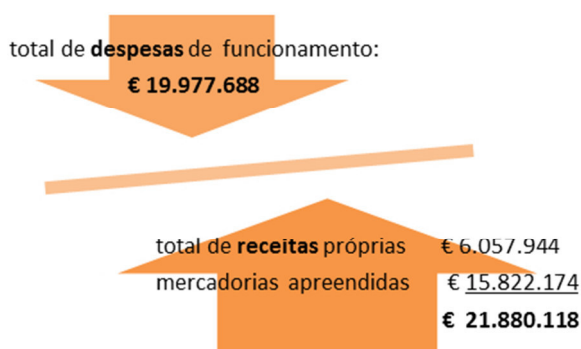 total de despesas de funcionamento:
€ 19.977.688
total de receitas próprias € 6.057.944
mercadorias apreendidas € 15.822.174
€ 21.880.118